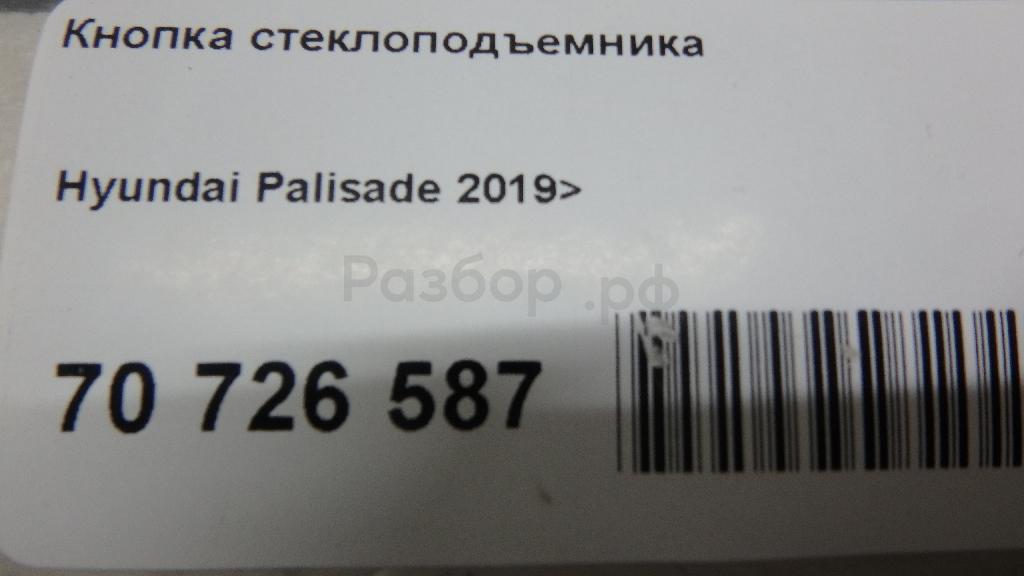 Кнопка стеклоподъемника
Hyundai Palisade 2019>
Разбор.рф
70 726 587